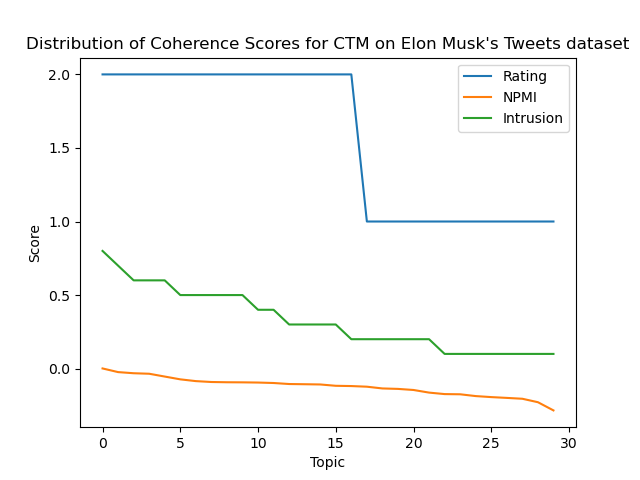 Distribution of Coherence Scores for CTM on Elon Musk's Tweets dataset
Rating
NPMI
Intrusion
2.0
1.5
1.0
0.5
0.0
Score
0 5 10 15 20 25 30
Topic